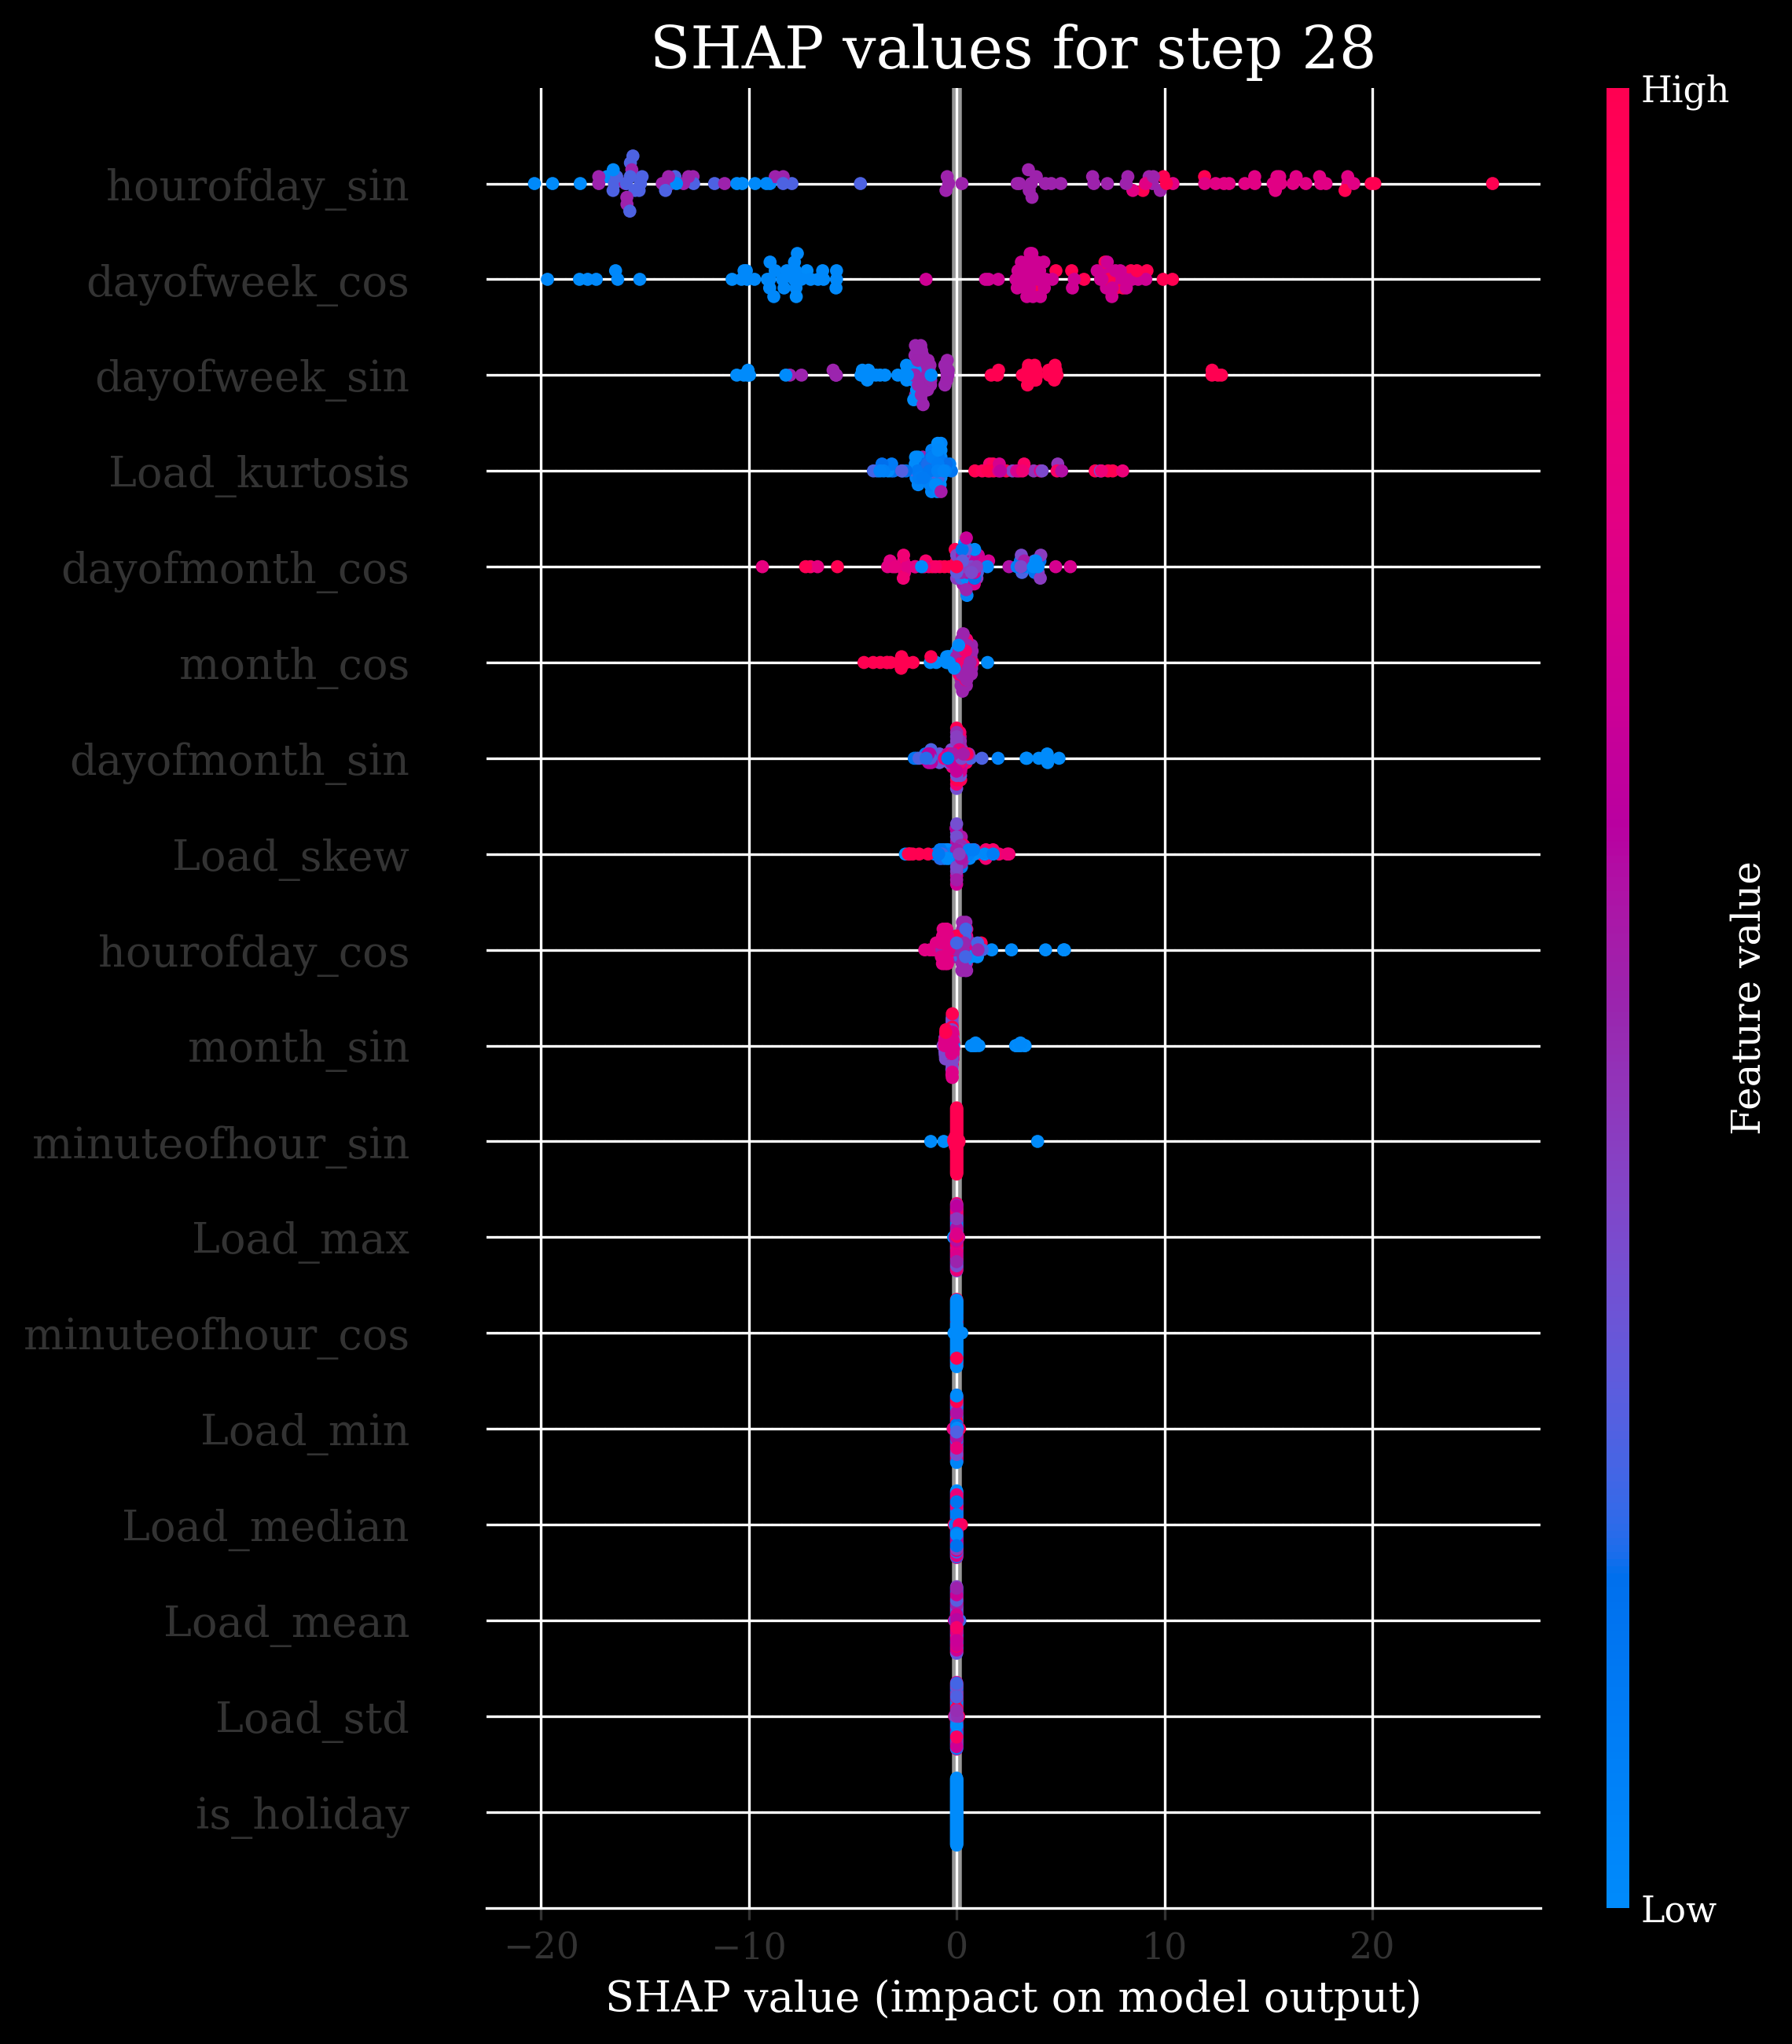 SHAP values for step 28
High
hourofday_sin
dayofweek_cos
dayofweek_sin
Load_kurtosis
dayofmonth_cos
month_cos
dayofmonth_sin
Load_skew
hourofday_cos
month_sin
minuteofhour_sin
Load_max
minuteofhour_cos
Load_min
Load_median
Load_mean
Load_std
is_holiday
Feature value
Low
−20 −10 0 10 20
SHAP value (impact on model output)